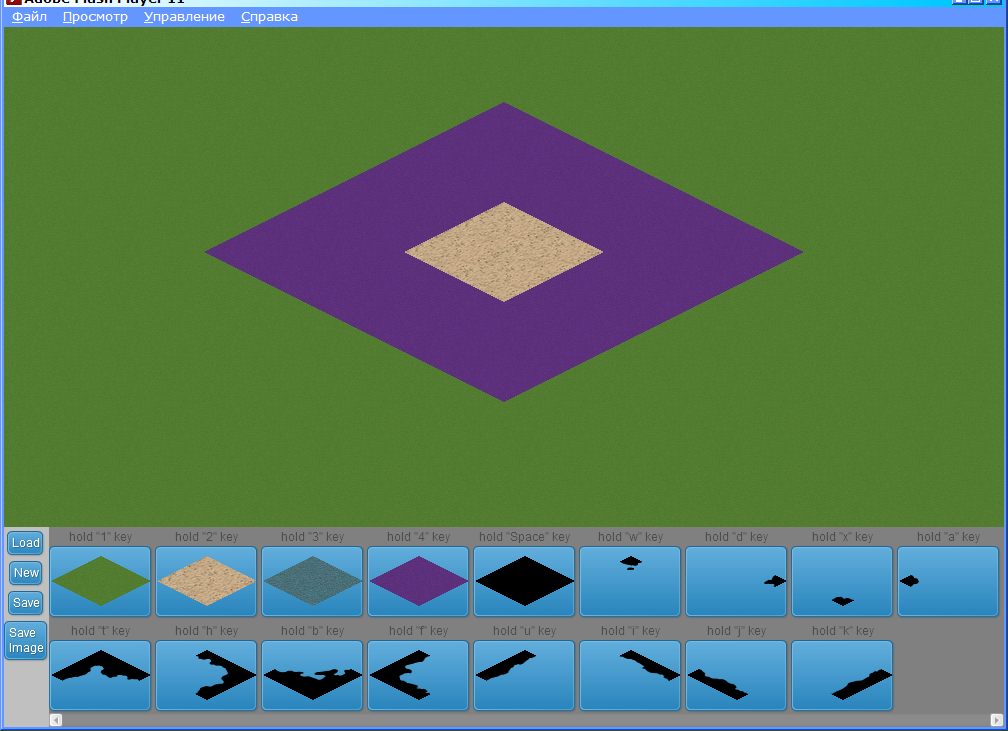 Adobe Flash Player 11
Файл Просмотр Управление Справка
Load
New
Save
Save Image
hold "1" key hold "2" key hold "3" key hold "4" key hold "Space" key hold "w" key hold "d" key hold "x" key hold "a" key
hold "t" key hold "h" key hold "b" key hold "f" key hold "u" key hold "i" key hold "j" key hold "k" key